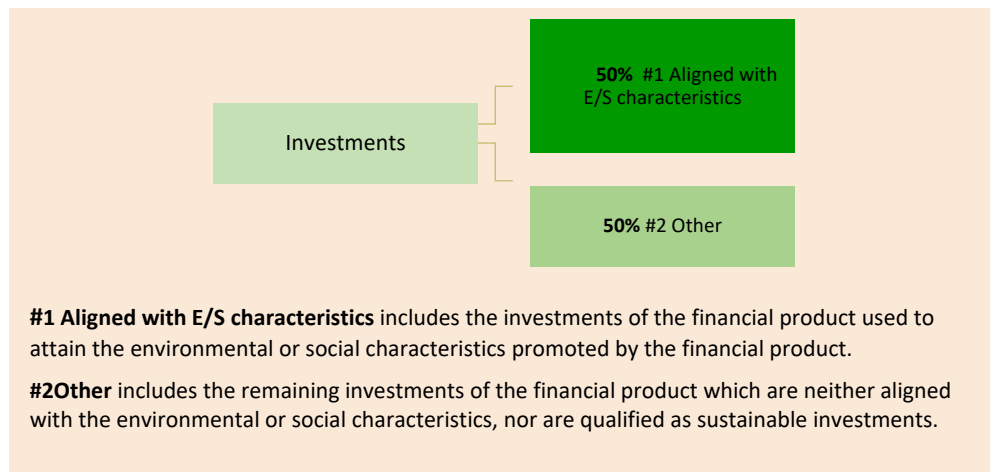 50% #1 Aligned with
E/S characteristics
Investments
50% #2 Other
#1 Aligned with E/S characteristics includes the investments of the financial product used to
attain the environmental or social characteristics promoted by the financial product.
#2Other includes the remaining investments of the financial product which are neither aligned
with the environmental or social characteristics, nor are qualified as sustainable investments.